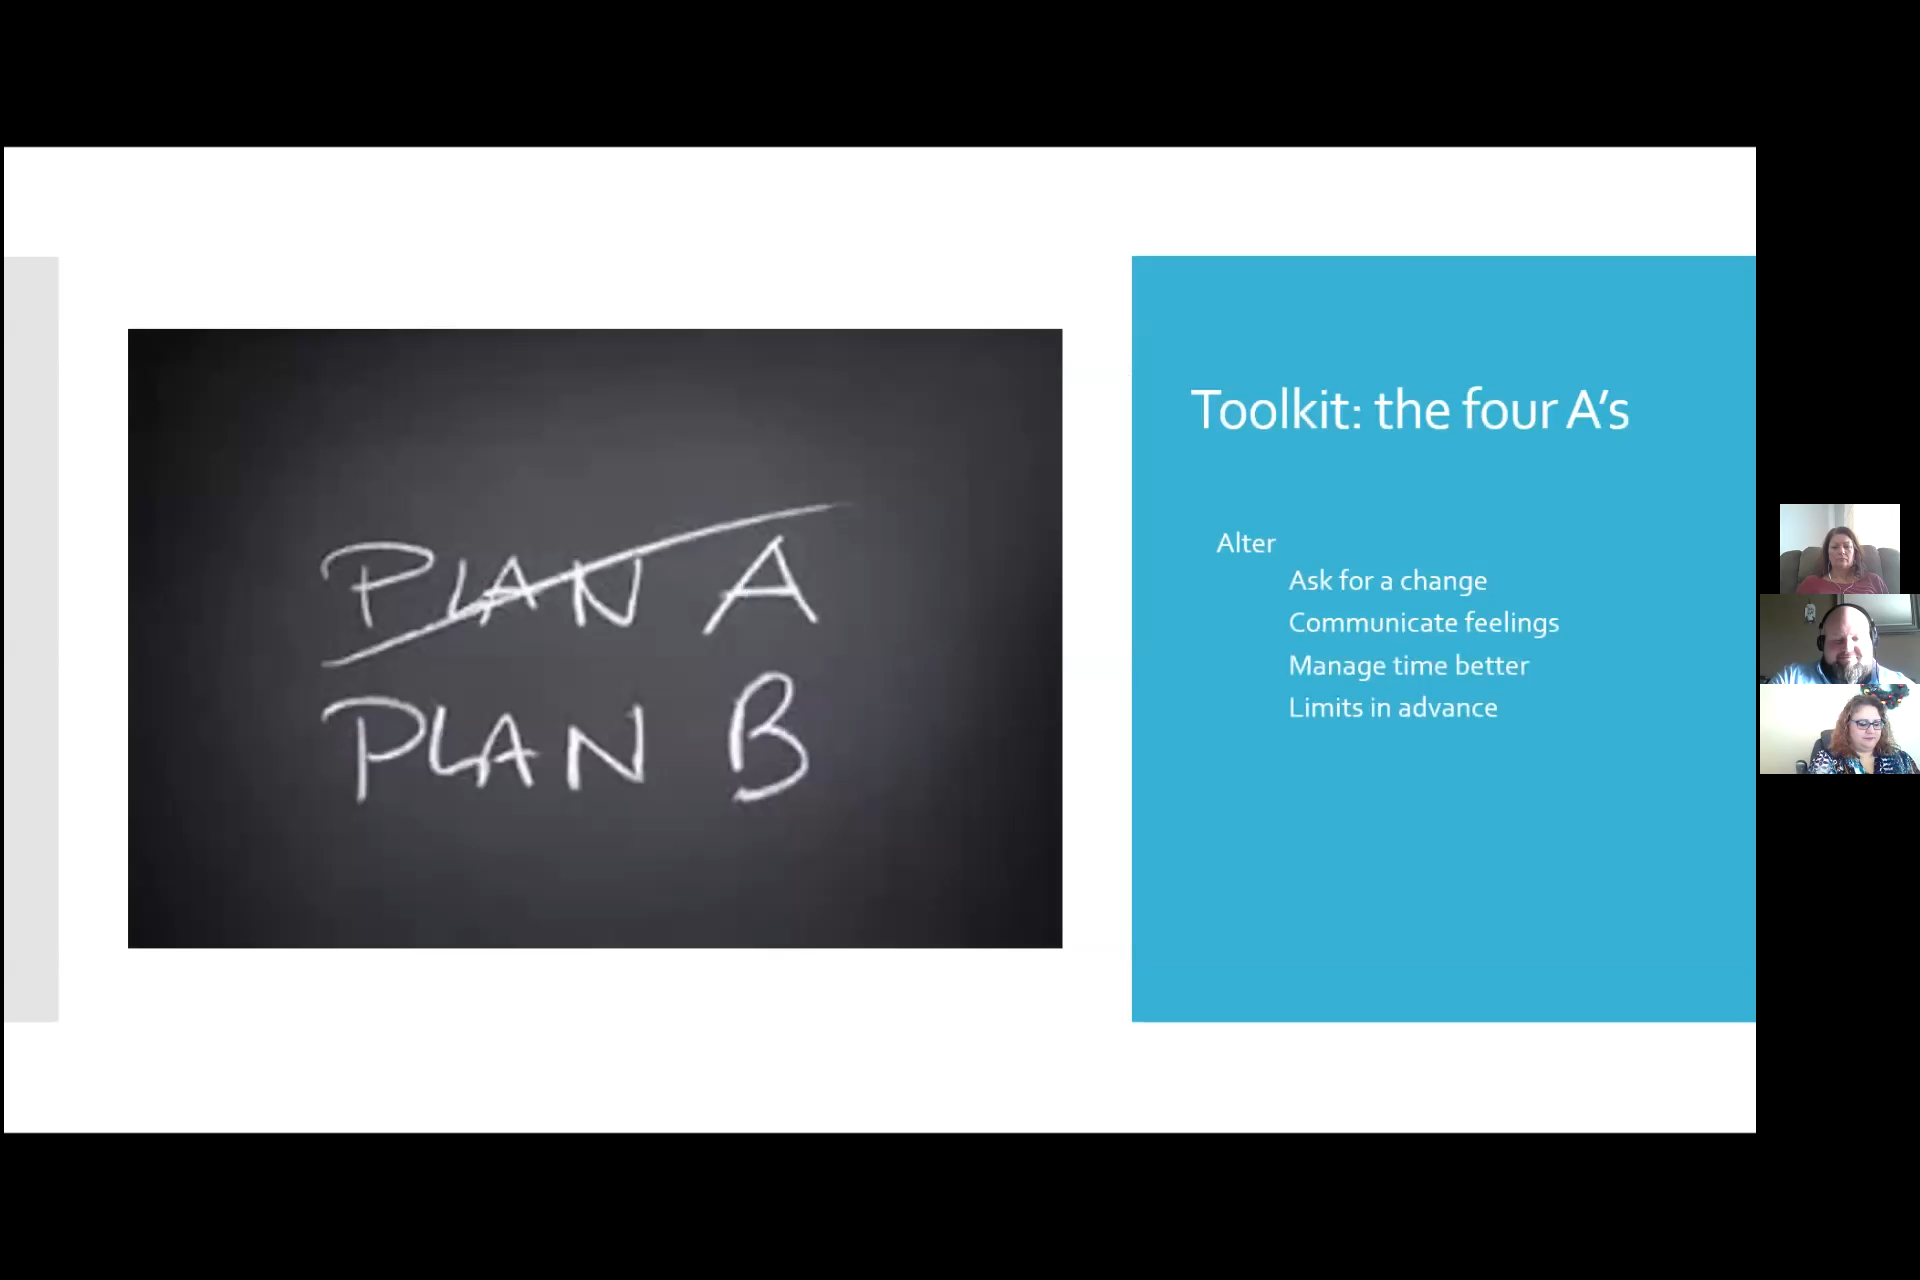 PLAN A
PLAN B
Toolkit: the four A's
Alter
Ask for a change
Communicate feelings
Manage time better
Limits in advance